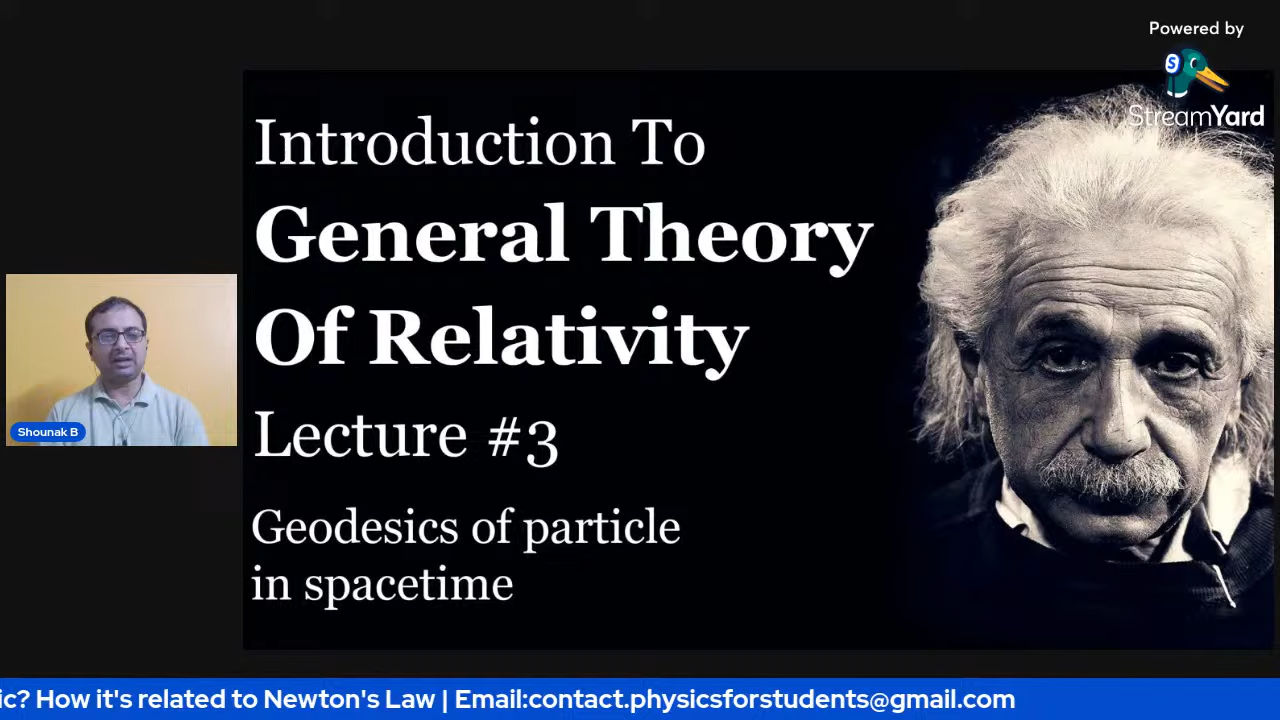 Powered by
StreamYard
Introduction To
General Theory
Of Relativity
Lecture #3
Geodesics of particle
in spacetime
Shounak B
ic? How it's related to Newton's Law | Email:contact.physicsforstudents@gmail.com